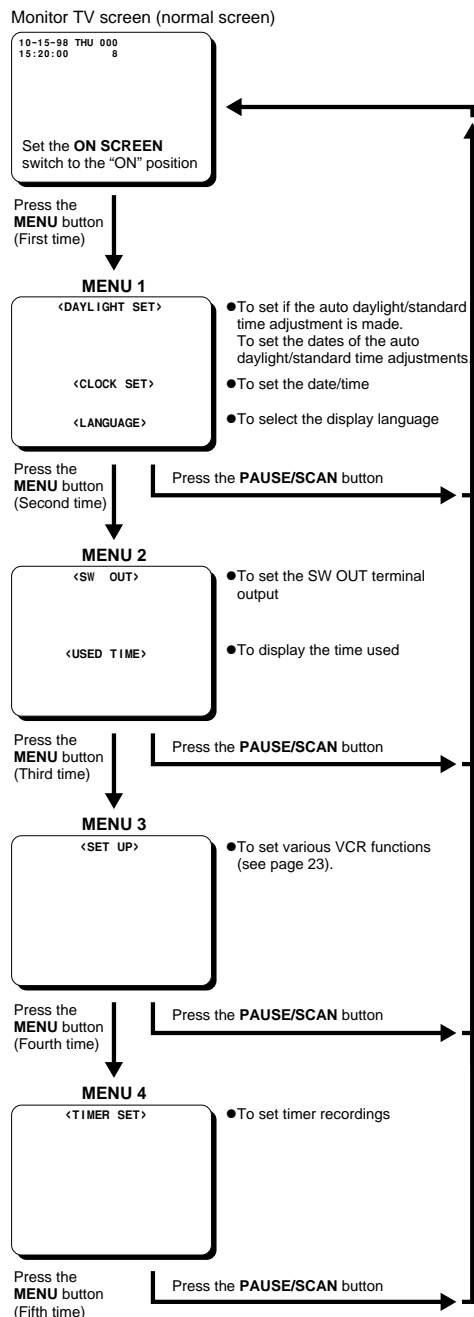 Monitor TV screen (normal screen)
10-15-98 THU 000
15:20:00 8
Set the ON SCREEN
switch to the “ON” position
Press the
MENU button
(First time)
MENU 1
<DAYLIGHT SET>
●To set if the auto daylight/standard
time adjustment is made.
To set the dates of the auto
daylight/standard time adjustments.
<CLOCK SET>
●To set the date/time
<LANGUAGE>
●To select the display language
Press the
MENU button
(Second time)
Press the PAUSE/SCAN button
MENU 2
<SW OUT>
●To set the SW OUT terminal
output
<USED TIME>
●To display the time used
Press the
MENU button
(Third time)
Press the PAUSE/SCAN button
MENU 3
<SET UP>
●To set various VCR functions
(see page 23).
Press the
MENU button
(Fourth time)
Press the PAUSE/SCAN button
MENU 4
<TIMER SET>
●To set timer recordings
Press the
MENU button
(Fifth time)
Press the PAUSE/SCAN button